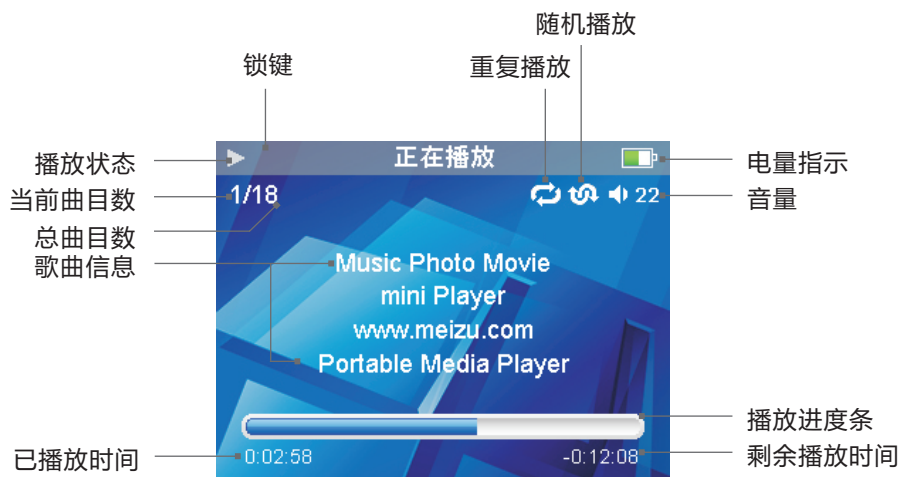 随机播放
锁键
重复播放
播放状态
正在播放
电量指示
当前曲目数
1/18
22
音量
总曲目数
歌曲信息
Music Photo Movie
mini Player
www.meizu.com
Portable Media Player
播放进度条
已播放时间
0:02:58
-0:12:08
剩余播放时间